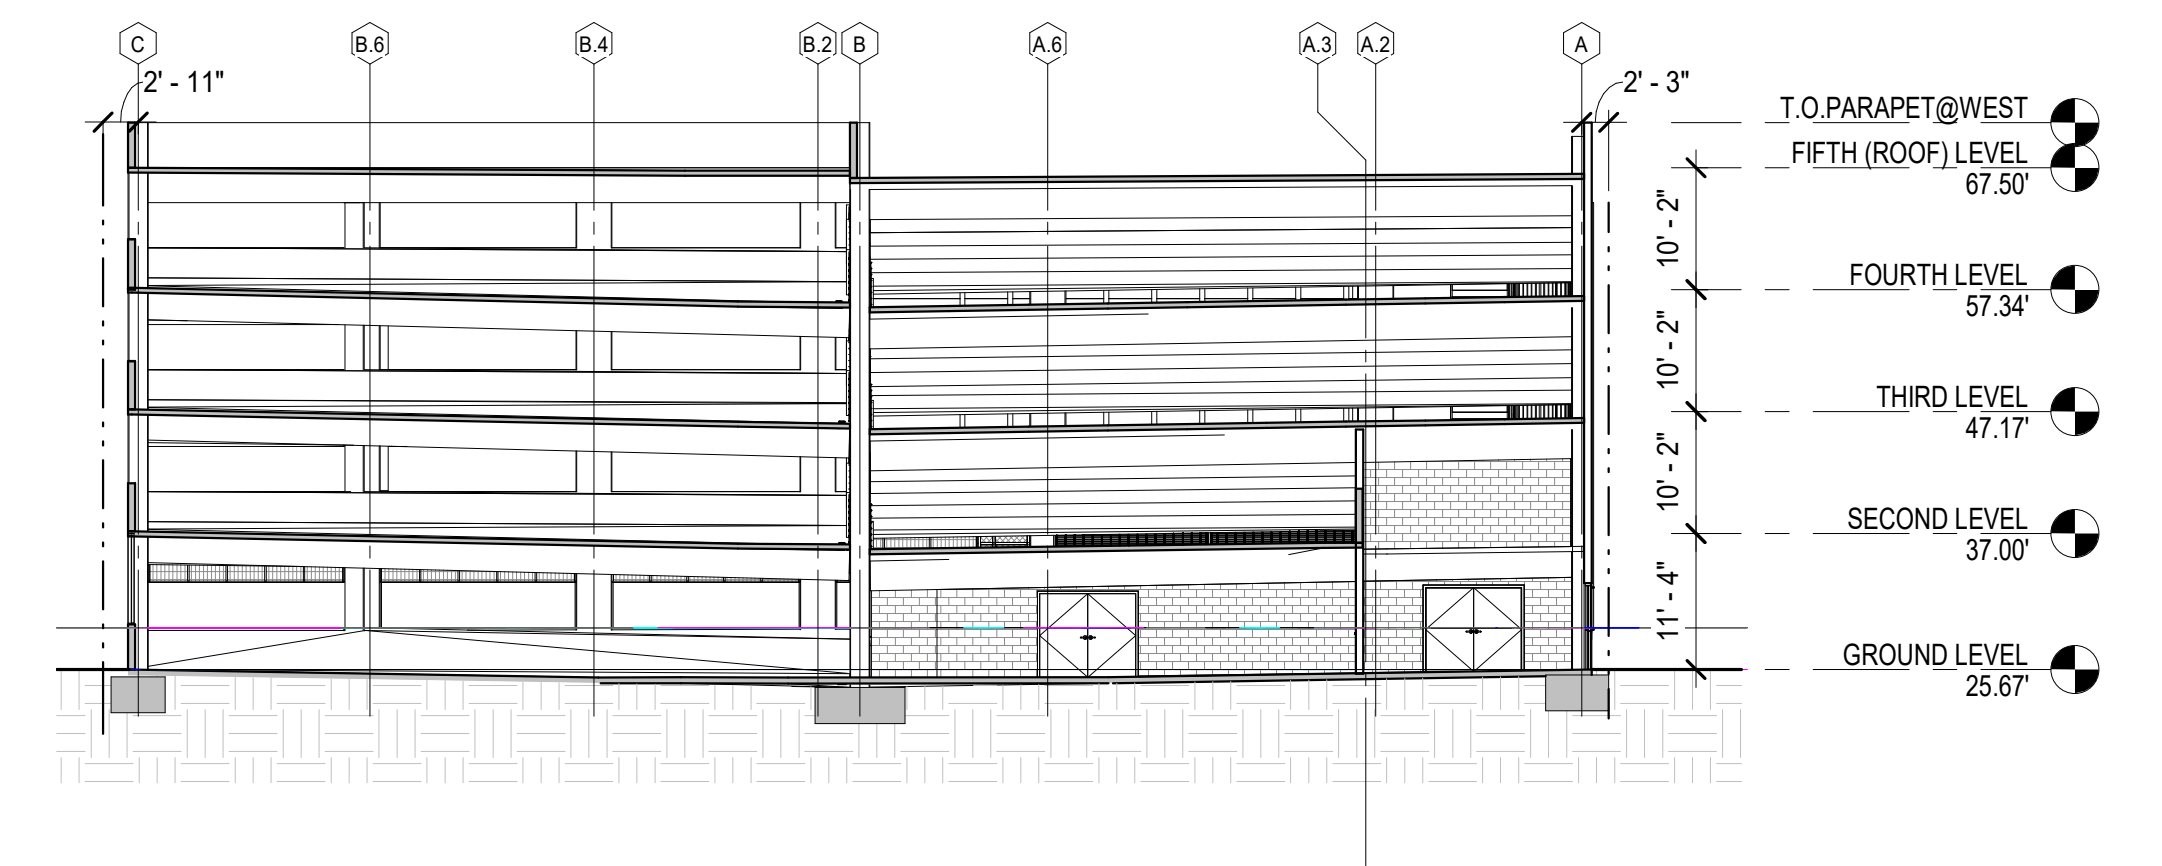 C
B.6
B.4
B.2
B
A.6
A.3
A.2
A
2' - 11"
2' - 3"
T.O.PARAPET@WEST
FIFTH (ROOF) LEVEL
67.50'
10' - 2"
FOURTH LEVEL
57.34'
10' - 2"
THIRD LEVEL
47.17'
10' - 2"
SECOND LEVEL
37.00'
11' - 4"
GROUND LEVEL
25.67'